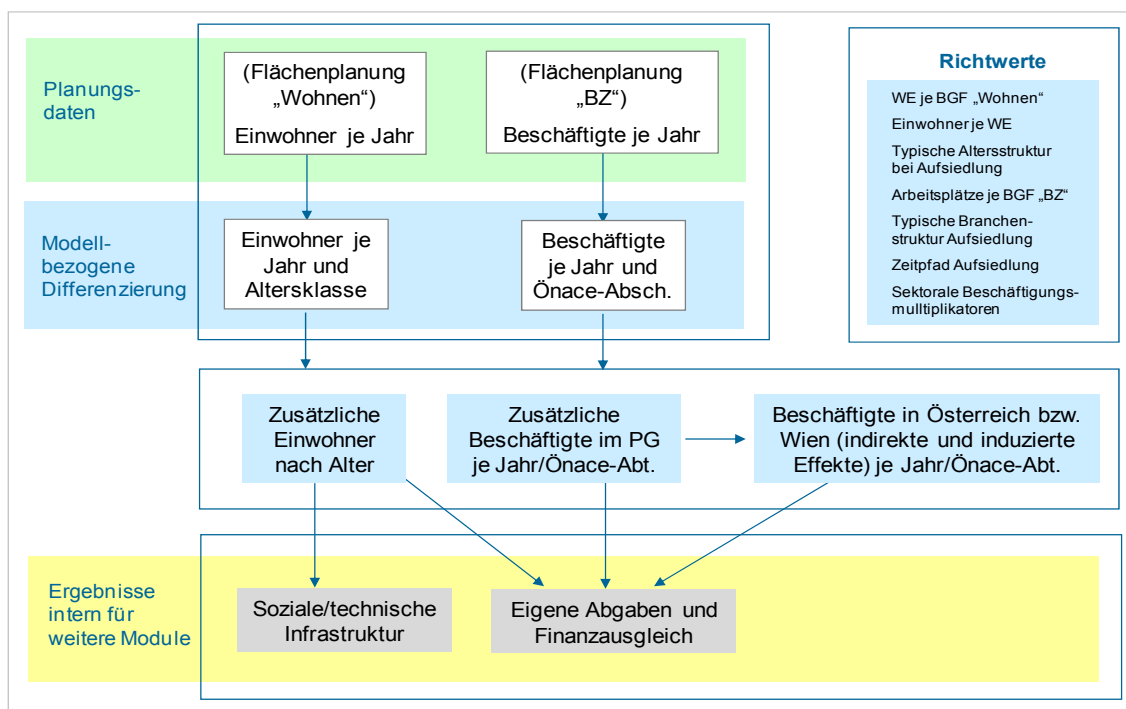 Planungs-
daten
(Flächenplanung
„Wohnen“)
Einwohner je Jahr
(Flächenplanung
„BZ“)
Beschäftigte je Jahr
Richtwerte
WE je BGF „Wohnen“
Einwohner je WE
Typische Altersstruktur
bei Aufsiedlung
Arbeitsplätze je BGF „BZ“
Typische Branchen-
struktur Aufsiedlung
Zeitpfad Aufsiedlung
Sektorale Beschäftigungs-
mulltiplikatoren
Modell-
bezogene
Differenzierung
Einwohner je
Jahr und
Altersklasse
Beschäftigte
je Jahr und
Önace-Absch.
Zusätzliche
Einwohner
nach Alter
Zusätzliche
Beschäftigte im PG
je Jahr/Önace-Abt.
Beschäftigte in Österreich bzw.
Wien (indirekte und induzierte
Effekte) je Jahr/Önace-Abt.
Ergebnisse
intern für
weitere Module
Soziale/technische
Infrastruktur
Eigene Abgaben und
Finanzausgleich